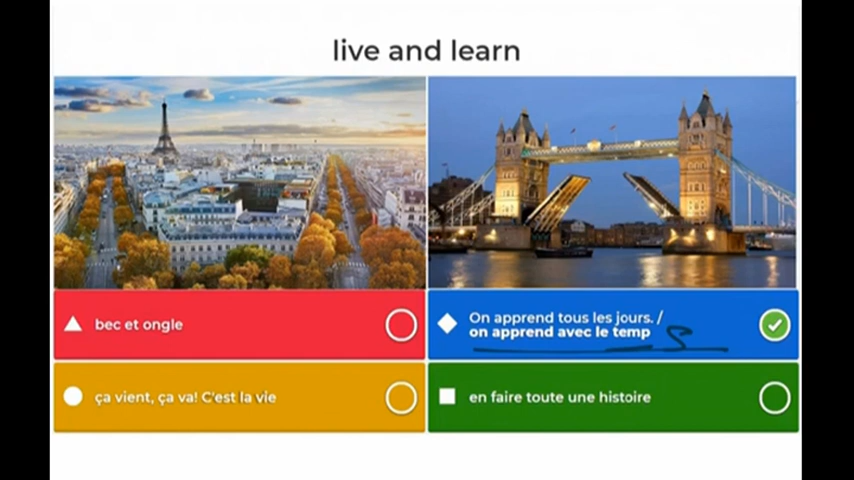 live and learn
bec et ongle
On apprend tous les jours. /
on apprend avec le temp s
ça vient, ça va! C'est la vie
en faire toute une histoire